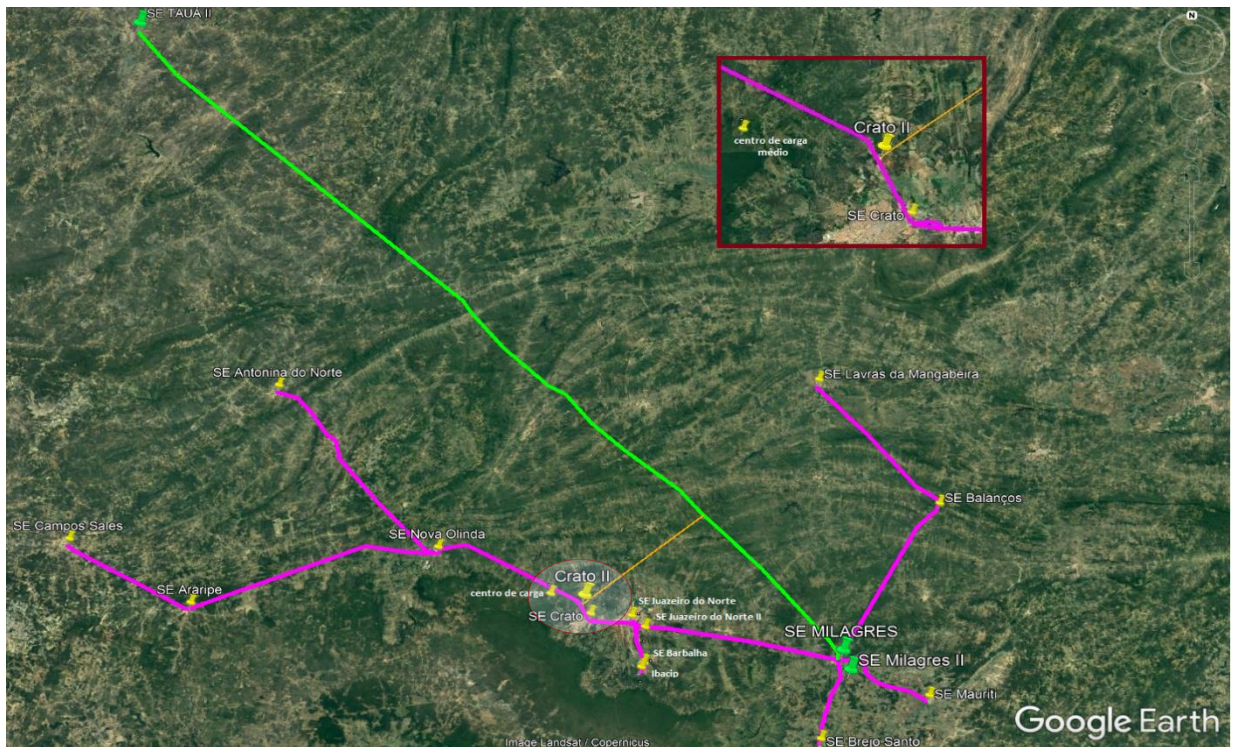 SE TAUÁ II
N
Crato II
centro de carga
médio
SE Crato
SE Antonina do Norte
SE Lavras da Mangabeira
SE Balanços
SE Campos Sales
SE Nova Olinda
SE Araripe
Crato II
centro de carga
SE Crato
SE Juazeiro do Norte
SE Juazeiro do Norte II
SE MILAGRES
SE Barbalha
SE Milagres II
Ibacip
SE Mauriti
SE Brejo Santo
Google Earth
Image Landsat / Copernicus